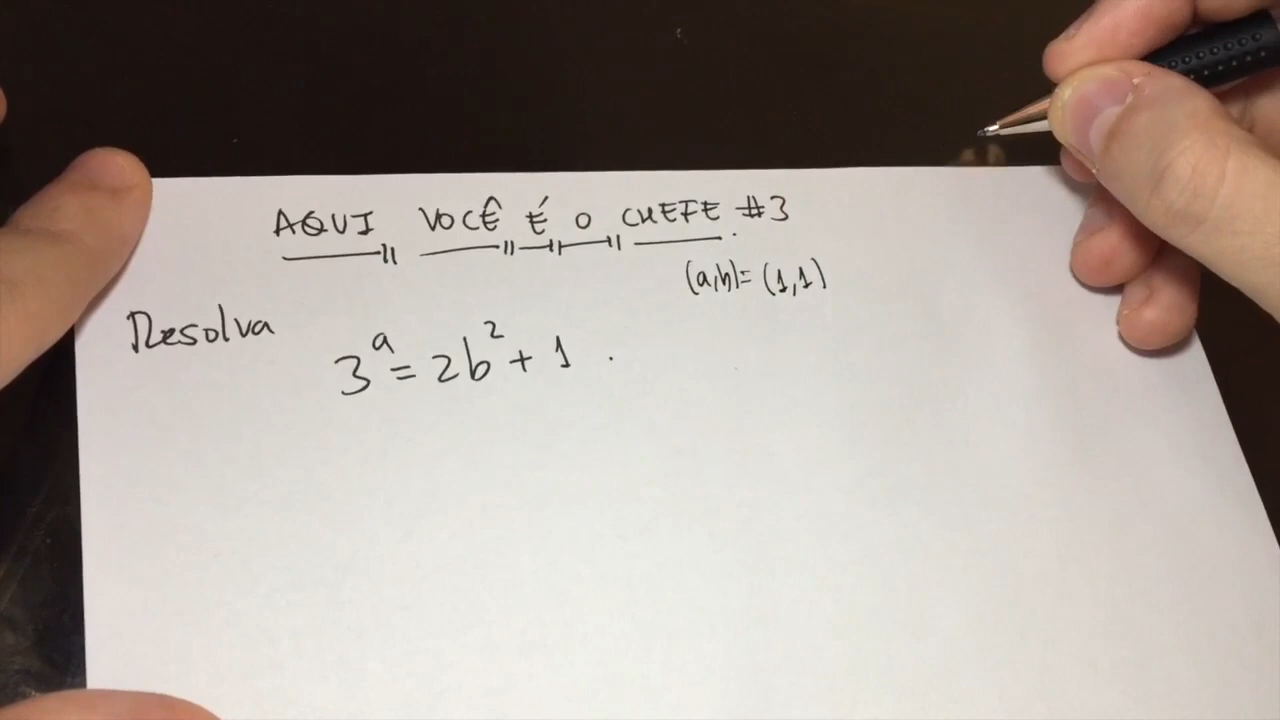 AQUI VOCÊ É O CHEFE #3
(a,b)= (1,1)
Resolva
3^a = 2b^2 + 1 .